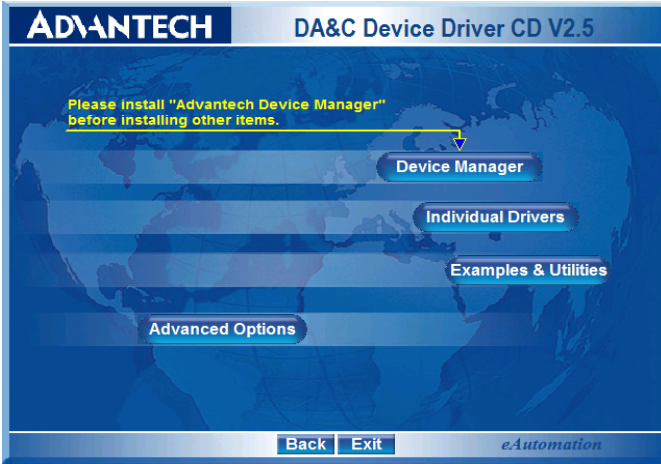 ADVANTECH
DA&C Device Driver CD V2.5
Please install "Advantech Device Manager"
before installing other items.
Device Manager
Individual Drivers
Examples & Utilities
Advanced Options
Back Exit
eAutomation